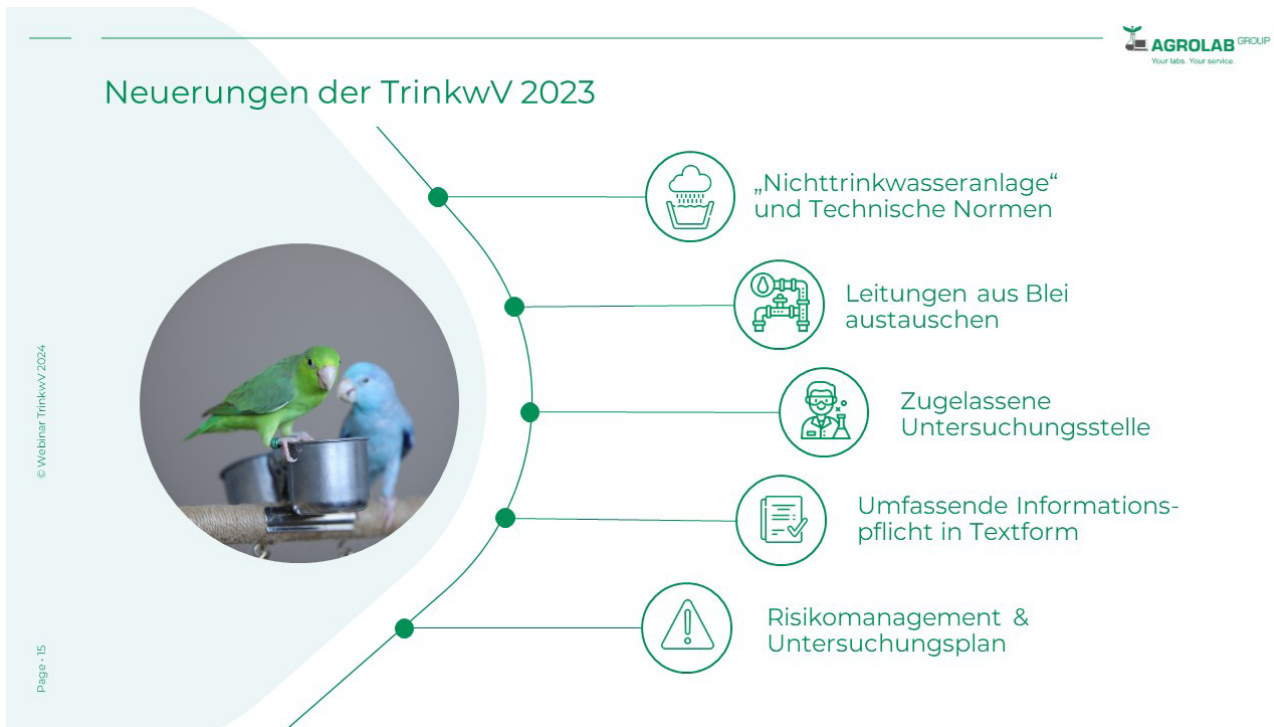 AGROLAB GROUP
Your labs. Your service.
Neuerungen der TrinkwV 2023
„Nichttrinkwasseranlage“
und Technische Normen
Leitungen aus Blei
austauschen
Zugelassene
Untersuchungsstelle
Umfassende Informations-
pflicht in Textform
Risikomanagement &
Untersuchungsplan
© Webinar TrinkwV 2024
Page • 15